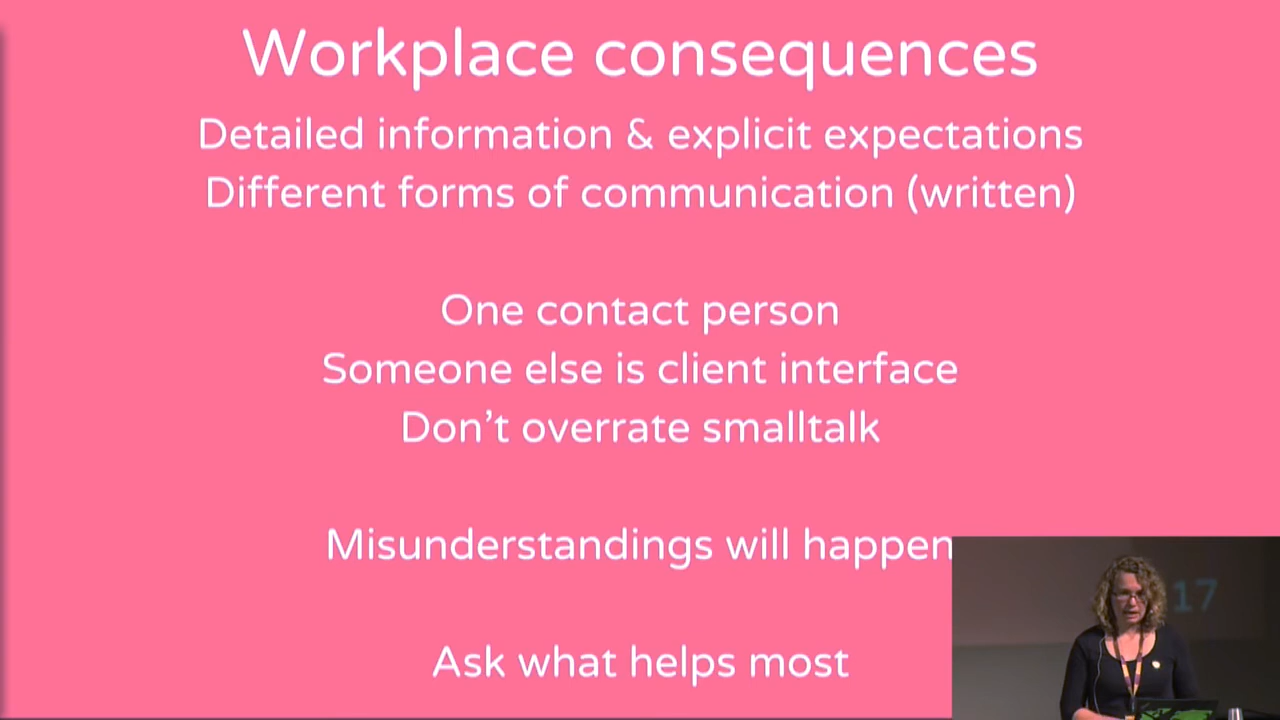 Workplace consequences
Detailed information & explicit expectations
Different forms of communication (written)
One contact person
Someone else is client interface
Don't overrate smalltalk
Misunderstandings will happen
Ask what helps most
17